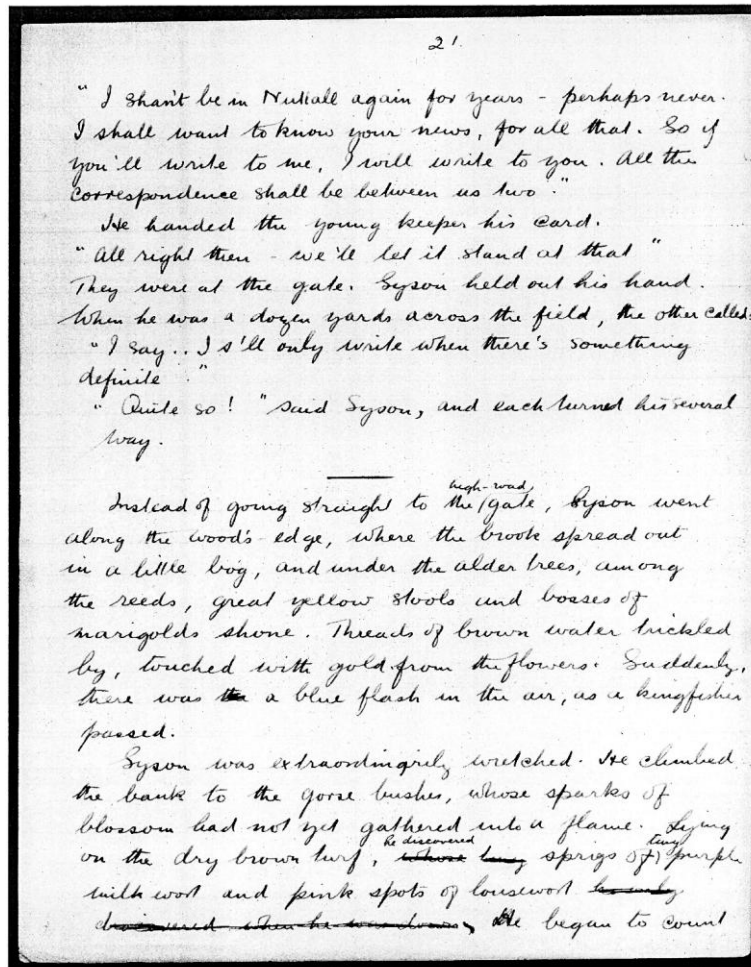 21
"I shan't be in Nuttall again for years - perhaps never.
I shall want to know your news, for all that. So if
you'll write to me, I will write to you. All the
correspondence shall be between us two."
He handed the young keeper his card.
"All right then - we'll let it stand at that"
They were at the gate. Syson held out his hand.
When he was a dozen yards across the field, the other called:
"I say.. I s'll only write when there's something
definite."
"Quite so!" said Syson, and each turned his several
way.
high-road
Instead of going straight to the gate, Syson went
along the wood's edge, where the brook spread out
in a little bog, and under the alder trees, among
the reeds, great yellow stools and bosses of
marigolds shone. Threads of brown water trickled
by, touched with gold from the flowers. Suddenly,
there was a blue flash in the air, as a kingfisher
passed.
Syson was extraordinarily wretched. He climbed
the bank to the gorse bushes, whose sparks of
blossom had not yet gathered into a flame. Lying
he discovered tiny
on the dry brown turf, whose sprigs of purple
milkwort and pink spots of lousewort
discovered when he was down, He began to count